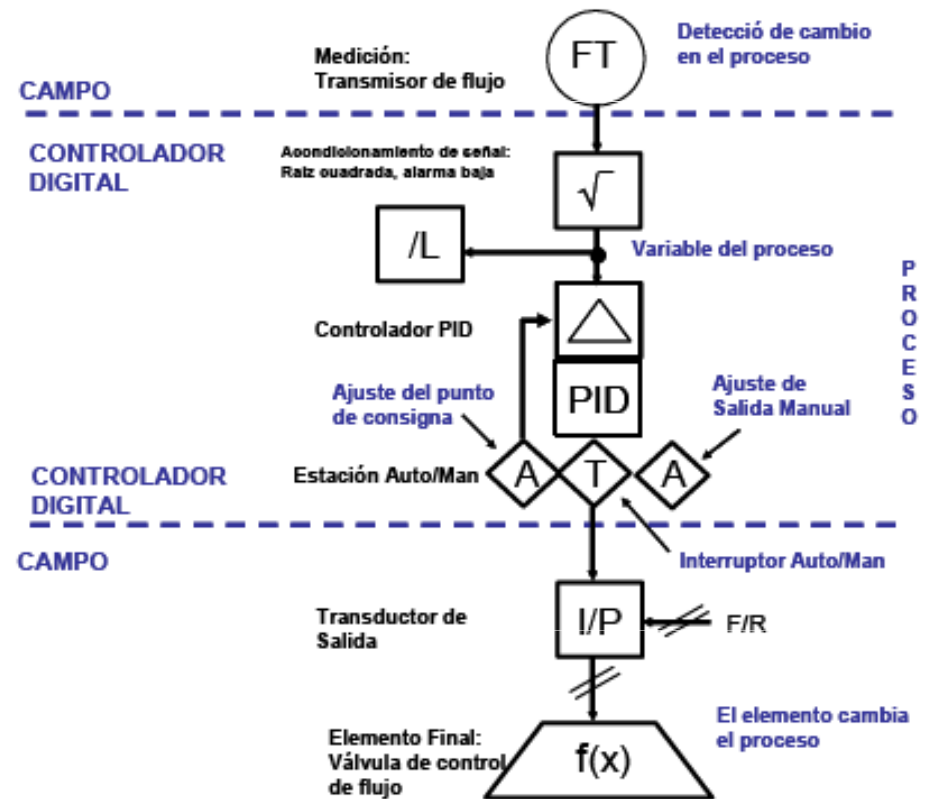 FT
Detecció de cambio
en el proceso
Medición:
Transmisor de flujo
CAMPO
CONTROLADOR
DIGITAL
Acondicionamiento de señal:
Raiz cuadrada, alarma baja
√
/L
Variable del proceso
P
R
O
C
E
S
O
Controlador PID
△
PID
Ajuste del punto
de consigna
Ajuste de
Salida Manual
CONTROLADOR
DIGITAL
Estación Auto/Man
A
T
A
CAMPO
Interruptor Auto/Man
Transductor de
Salida
I/P
F/R
El elemento cambia
el proceso
Elemento Final:
Válvula de control
de flujo
f(x)